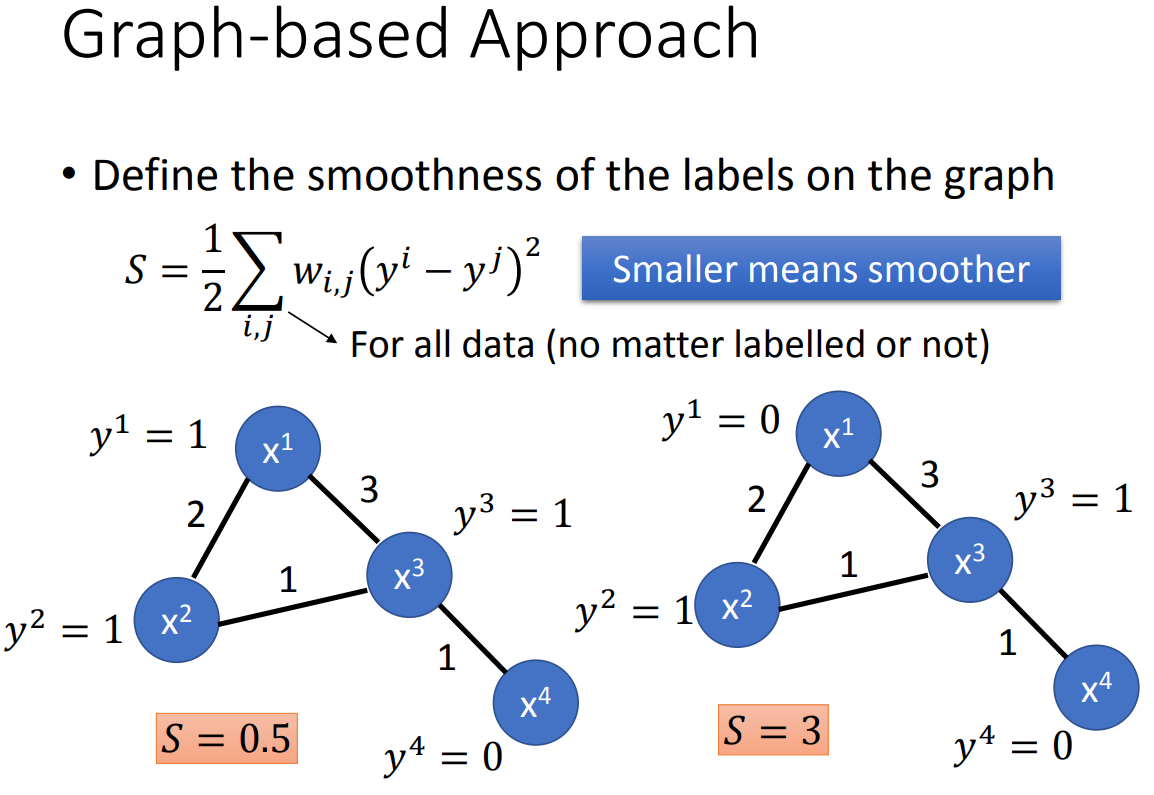 Graph-based Approach
• Define the smoothness of the labels on the graph
S = \frac{1}{2} \sum_{i,j} w_{i,j} (y^i − y^j)^2
Smaller means smoother
For all data (no matter labelled or not)
y^1 = 1
x^1
2
3
y^3 = 1
x^3
1
y^2 = 1
x^2
1
x^4
S = 0.5
y^4 = 0
y^1 = 0
x^1
2
3
y^3 = 1
x^3
1
y^2 = 1
x^2
1
x^4
S = 3
y^4 = 0